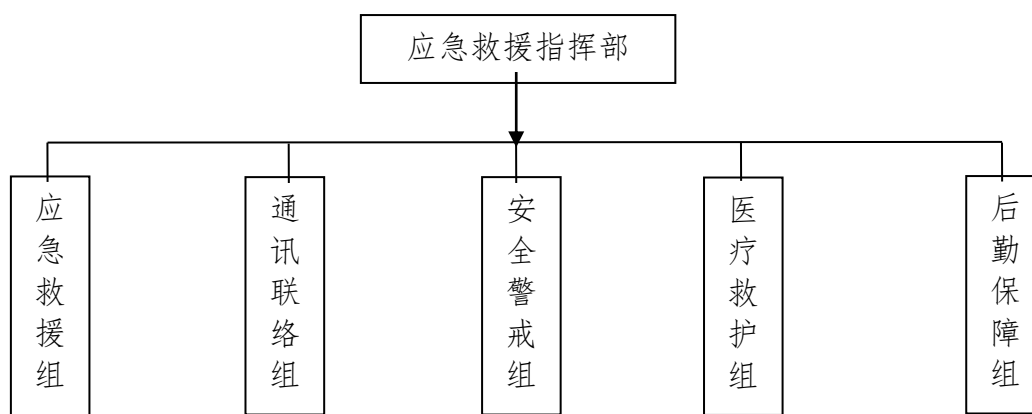 应急救援指挥部
应急救援组
通讯联络组
安全警戒组
医疗救护组
后勤保障组